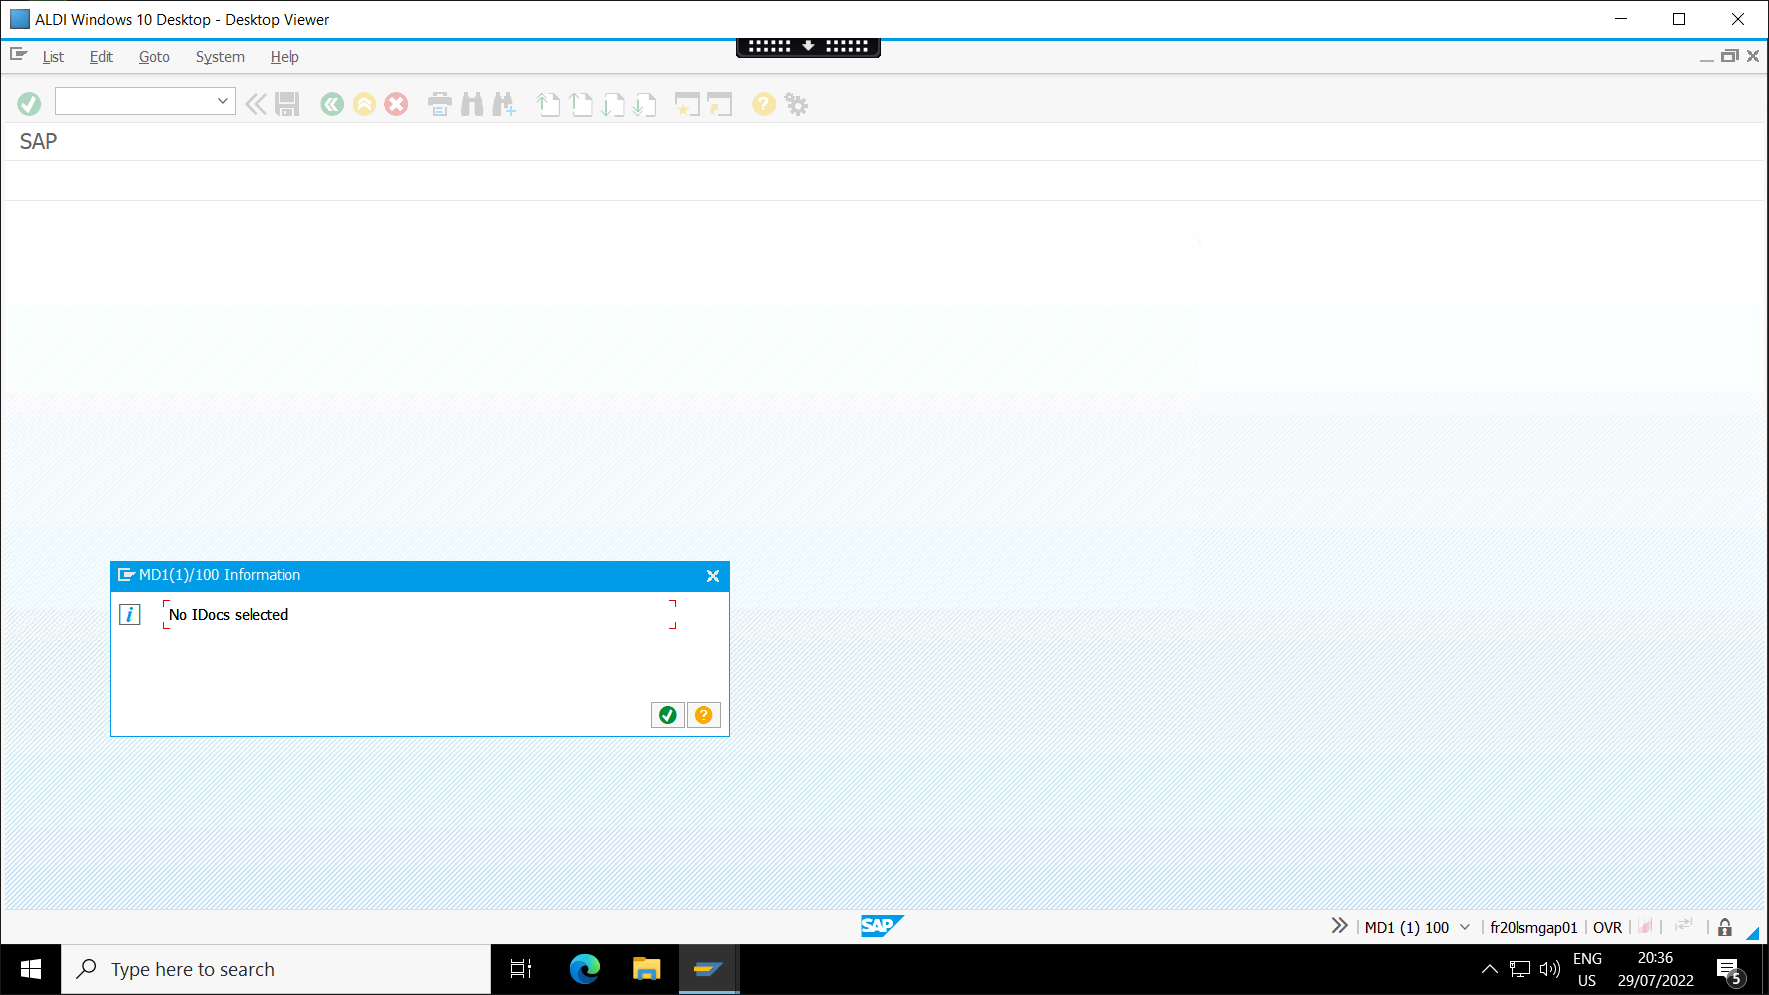 ALDI Windows 10 Desktop - Desktop Viewer
List Edit Goto System Help
SAP
MD1(1)/100 Information
i No IDocs selected
?
?
SAP
MD1 (1) 100 fr20lsmgap01 OVR
Type here to search
ENG
US
20:36
29/07/2022
5